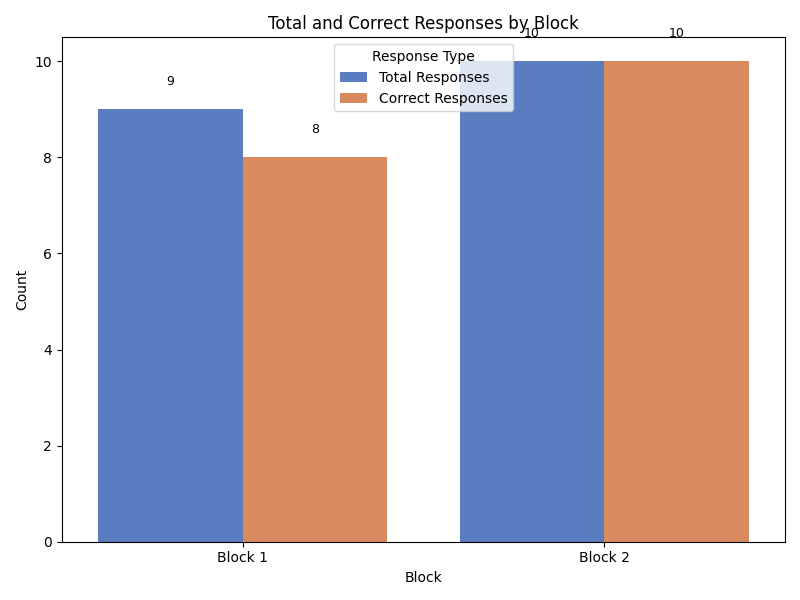 Total and Correct Responses by Block
10
10
Response Type
Total Responses
Correct Responses
9
8
10
8
6
4
2
0
Count
Block 1
Block 2
Block